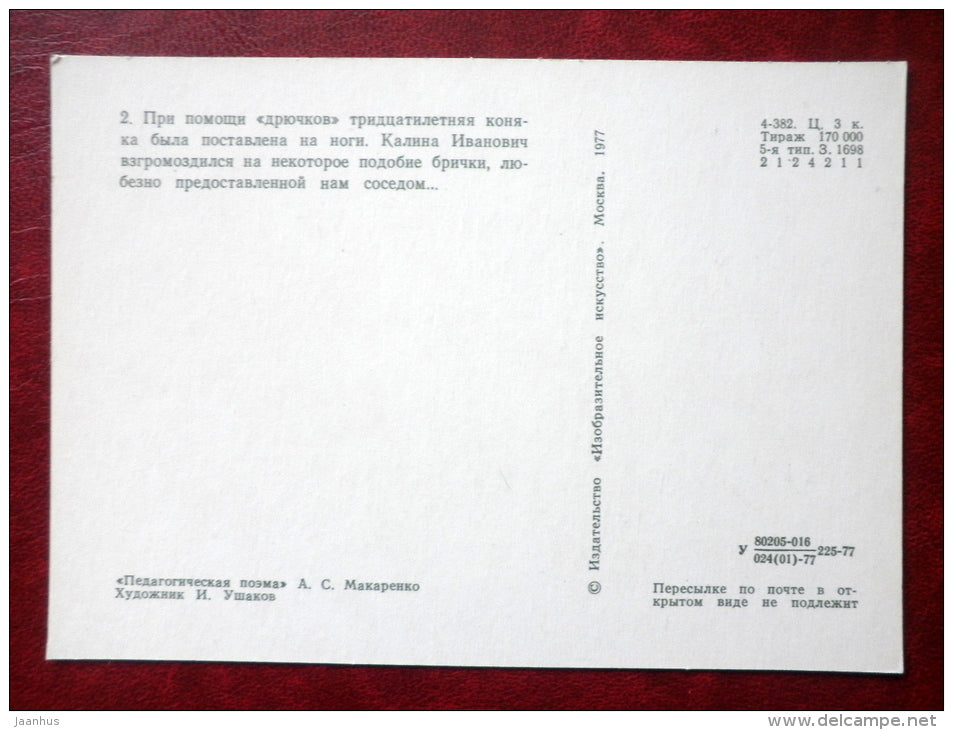 2. При помощи «дрючков» тридцатилетняя коня-
ка была поставлена на ноги. Калина Иванович
взгромоздился на некоторое подобие брички, лю-
безно предоставленной нам соседом...
«Педагогическая поэма» А. С. Макаренко
Художник И. Ушаков
© Издательство «Изобразительное искусство». Москва. 1977
4-382. Ц. 3 к.
Тираж 170 000
5-я тип. З. 1698
2 1 2 4 2 1 1
У 80205-016
024(01)-77 225-77
Пересылке по почте в от-
крытом виде не подлежит
jaanhus
www.delcampe.net